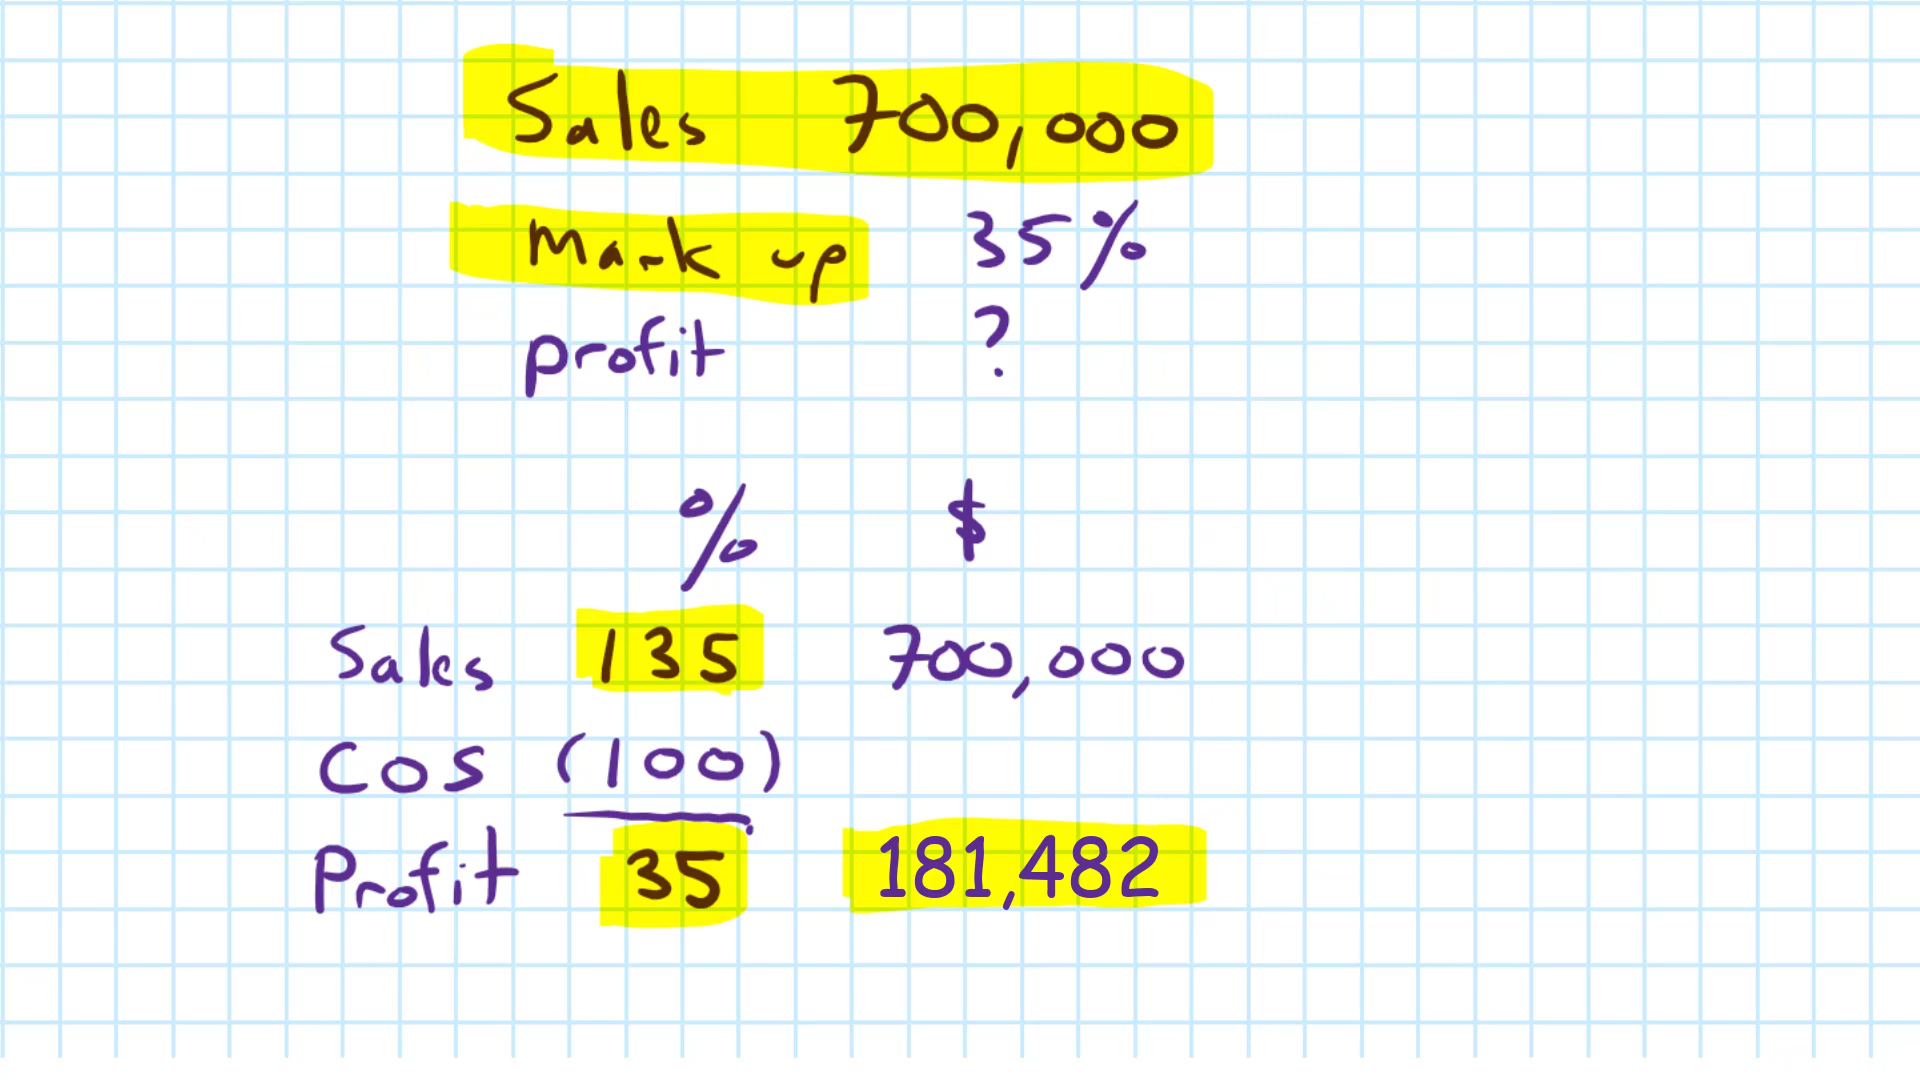 Sales 700,000
Mark up 35%
profit ?
% $
Sales 135 700,000
COS (100)
Profit 35 181,482